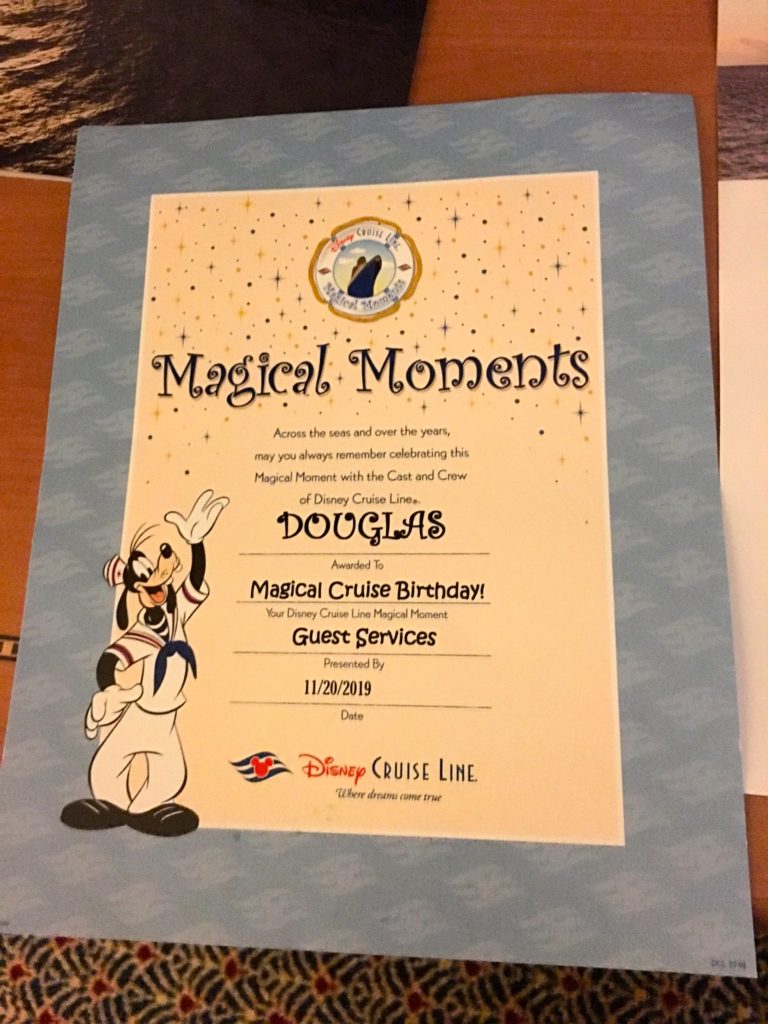 Disney CRUISE LINE
Magical Moments
Magical Moments
Across the seas and over the years,
may you always remember celebrating this
Magical Moment with the Cast and Crew
of Disney Cruise Line®.
DOUGLAS
Awarded To
Magical Cruise Birthday!
Your Disney Cruise Line Magical Moment
Guest Services
Presented By
11/20/2019
Date
Disney CRUISE LINE®
Where dreams come true